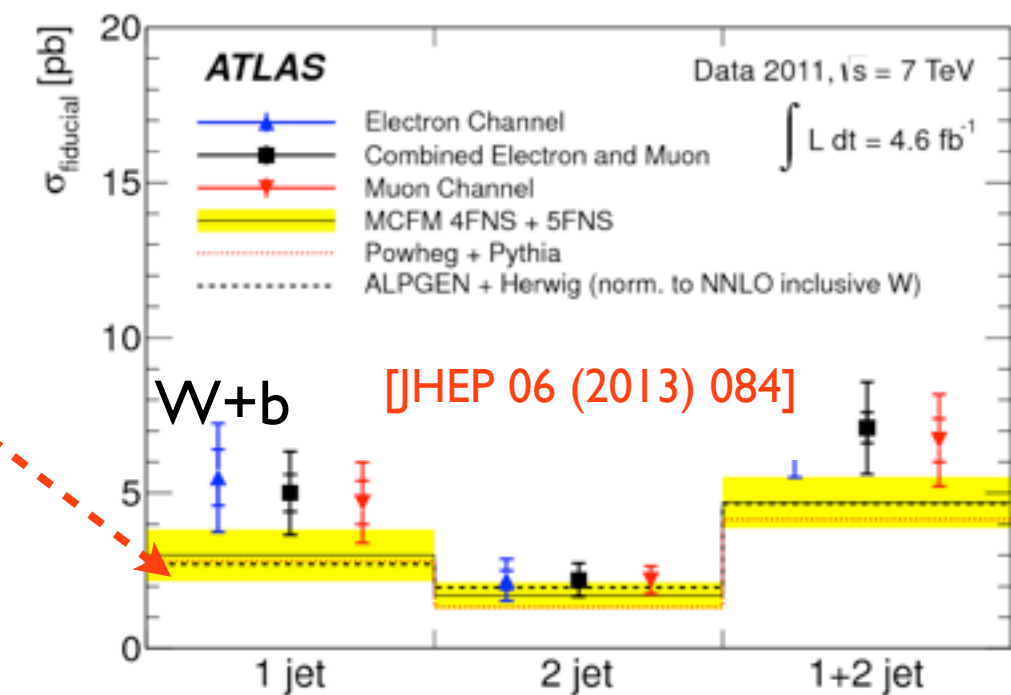 σfiducial [pb]
20
15
10
5
0
ATLAS
Data 2011, √s = 7 TeV
∫ L dt = 4.6 fb⁻¹
Electron Channel
Combined Electron and Muon
Muon Channel
MCFM 4FNS + 5FNS
Powheg + Pythia
ALPGEN + Herwig (norm. to NNLO inclusive W)
W+b
[JHEP 06 (2013) 084]
1 jet
2 jet
1+2 jet